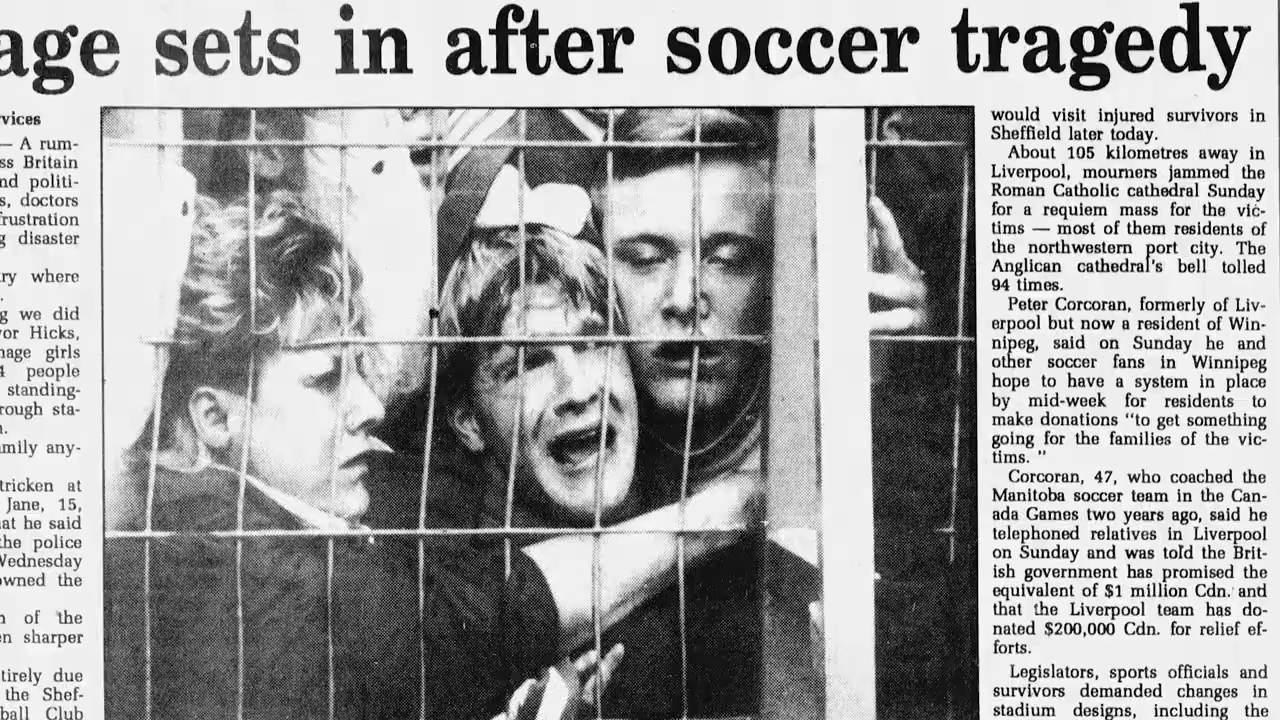 age sets in after soccer tragedy
vices
— A rum-
ss Britain
nd politi-
s, doctors
frustration
g disaster
ry where
.
g we did
vor Hicks,
nage girls
4 people
standing-
rough sta-
n.
amily any-
tricken at
Jane, 15,
at he said
the police
Wednesday
owned the
n of the
en sharper
tirely due
the Shef-
ball Club
would visit injured survivors in
Sheffield later today.
About 105 kilometres away in
Liverpool, mourners jammed the
Roman Catholic cathedral Sunday
for a requiem mass for the vic-
tims — most of them residents of
the northwestern port city. The
Anglican cathedral's bell tolled
94 times.
Peter Corcoran, formerly of Liv-
erpool but now a resident of Win-
nipeg, said on Sunday he and
other soccer fans in Winnipeg
hope to have a system in place
by mid-week for residents to
make donations "to get something
going for the families of the vic-
tims. "
Corcoran, 47, who coached the
Manitoba soccer team in the Can-
ada Games two years ago, said he
telephoned relatives in Liverpool
on Sunday and was told the Brit-
ish government has promised the
equivalent of $1 million Cdn. and
that the Liverpool team has do-
nated $200,000 Cdn. for relief ef-
forts.
Legislators, sports officials and
survivors demanded changes in
stadium designs, including the